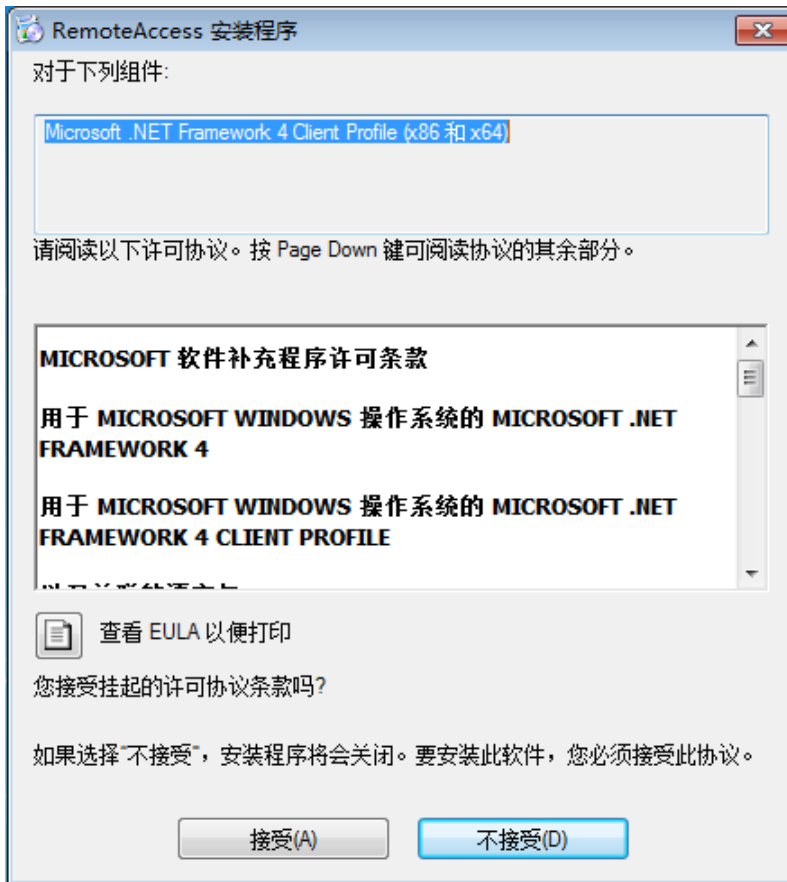 RemoteAccess 安装程序
对于下列组件:
Microsoft .NET Framework 4 Client Profile (x86 和 x64)
请阅读以下许可协议。按 Page Down 键可阅读协议的其余部分。
MICROSOFT 软件补充程序许可条款
用于 MICROSOFT WINDOWS 操作系统的 MICROSOFT .NET
FRAMEWORK 4
用于 MICROSOFT WINDOWS 操作系统的 MICROSOFT .NET
FRAMEWORK 4 CLIENT PROFILE
查看 EULA 以便打印
您接受挂起的许可协议条款吗?
如果选择“不接受”，安装程序将会关闭。要安装此软件，您必须接受此协议。
接受(A)
不接受(D)